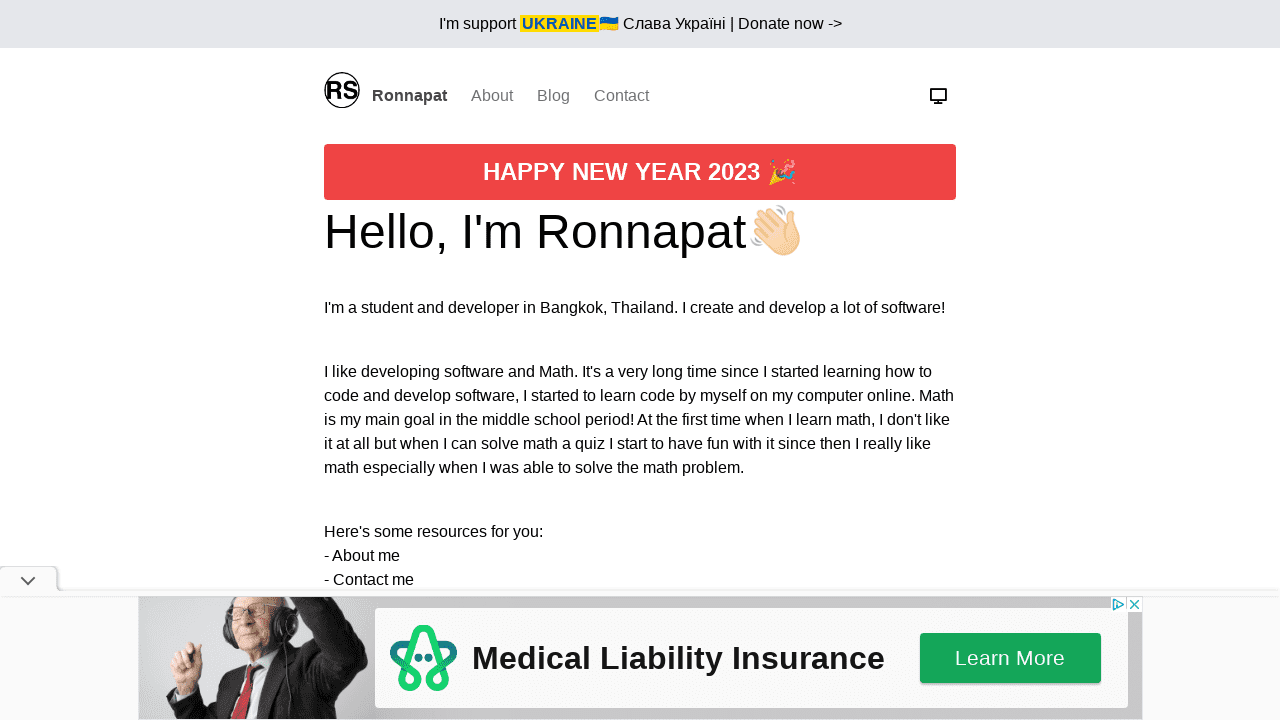 I'm support UKRAINE🇺🇦 Слава Україні | Donate now ->
RS Ronnapat About Blog Contact
HAPPY NEW YEAR 2023 🎉
Hello, I'm Ronnapat👋🏻
I'm a student and developer in Bangkok, Thailand. I create and develop a lot of software!
I like developing software and Math. It's a very long time since I started learning how to
code and develop software, I started to learn code by myself on my computer online. Math
is my main goal in the middle school period! At the first time when I learn math, I don't like
it at all but when I can solve math a quiz I start to have fun with it since then I really like
math especially when I was able to solve the math problem.
Here's some resources for you:
- About me
- Contact me
Medical Liability Insurance
Learn More